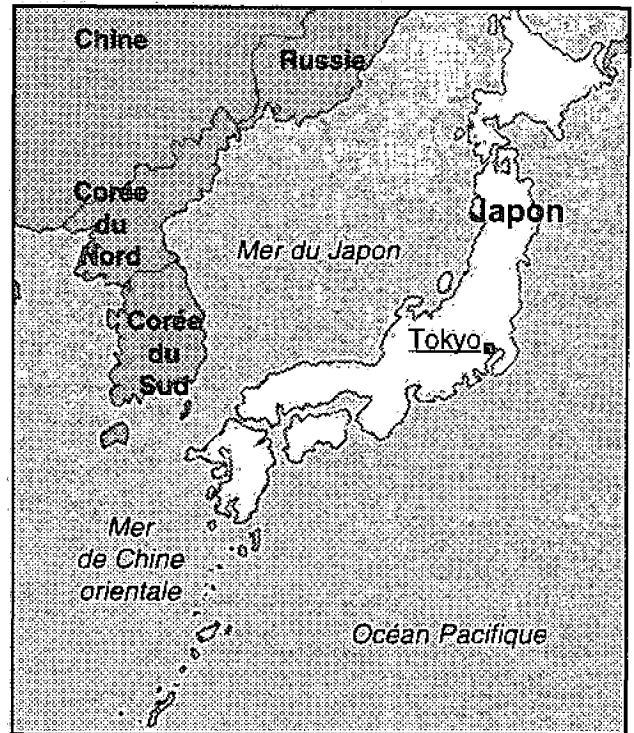 Chine
Russie
Corée
du
Nord
Japon
Mer du Japon
Corée
du
Sud
Tokyo
Mer
de Chine
orientale
Océan Pacifique